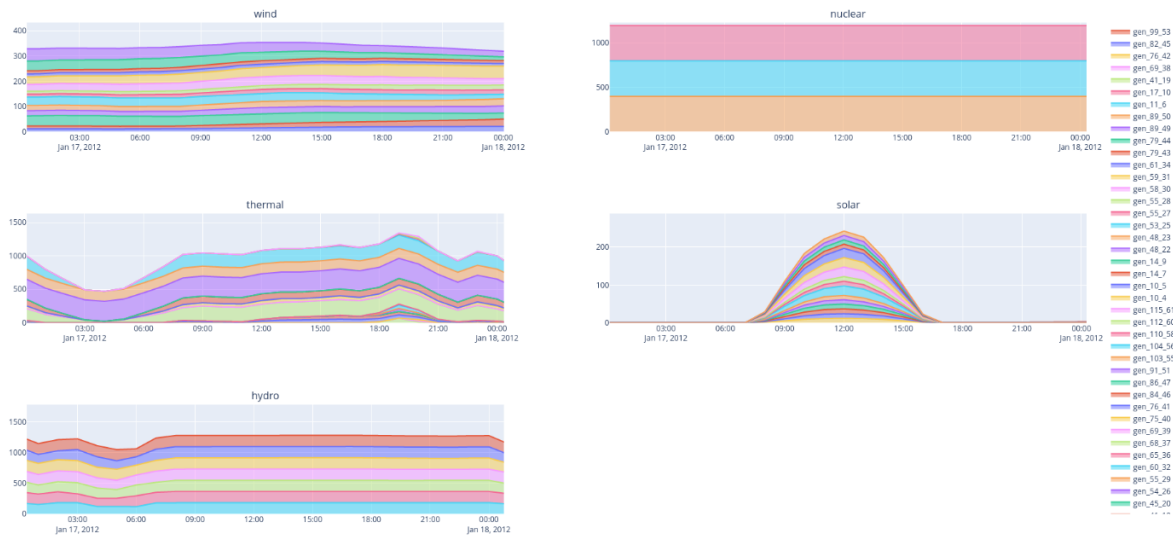 wind
400
300
200
100
0
03:00 06:00 09:00 12:00 15:00 18:00 21:00 00:00
Jan 17, 2012 Jan 18, 2012
nuclear
1000
500
0
03:00 06:00 09:00 12:00 15:00 18:00 21:00 00:00
Jan 17, 2012 Jan 18, 2012
thermal
1500
1000
500
0
03:00 06:00 09:00 12:00 15:00 18:00 21:00 00:00
Jan 17, 2012 Jan 18, 2012
solar
200
100
0
03:00 06:00 09:00 12:00 15:00 18:00 21:00 00:00
Jan 17, 2012 Jan 18, 2012
hydro
1500
1000
500
0
03:00 06:00 09:00 12:00 15:00 18:00 21:00 00:00
Jan 17, 2012 Jan 18, 2012
gen_99_53
gen_82_45
gen_76_42
gen_69_38
gen_41_19
gen_17_10
gen_11_6
gen_89_50
gen_89_49
gen_79_44
gen_79_43
gen_61_34
gen_59_31
gen_58_30
gen_55_28
gen_55_27
gen_53_25
gen_48_23
gen_48_22
gen_14_9
gen_14_7
gen_10_5
gen_10_4
gen_115_61
gen_112_60
gen_110_58
gen_104_56
gen_103_55
gen_91_51
gen_86_47
gen_84_46
gen_76_41
gen_75_40
gen_69_39
gen_68_37
gen_65_36
gen_60_32
gen_55_29
gen_54_26
gen_45_20